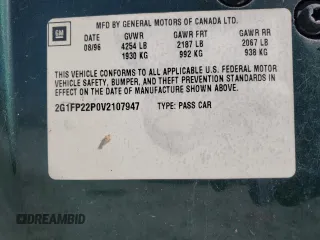 GM
MFD BY GENERAL MOTORS OF CANADA LTD.
DATE GVWR GAWR FRT GAWR RR
08/96 4254 LB 2187 LB 2067 LB
1930 KG 992 KG 938 KG
THIS VEHICLE CONFORMS TO ALL APPLICABLE U.S. FEDERAL MOTOR
VEHICLE SAFETY, BUMPER, AND THEFT PREVENTION STANDARDS IN
EFFECT ON THE DATE OF MANUFACTURE SHOWN ABOVE.
2G1FP22P0V2107947 TYPE: PASS CAR
DREAMBID